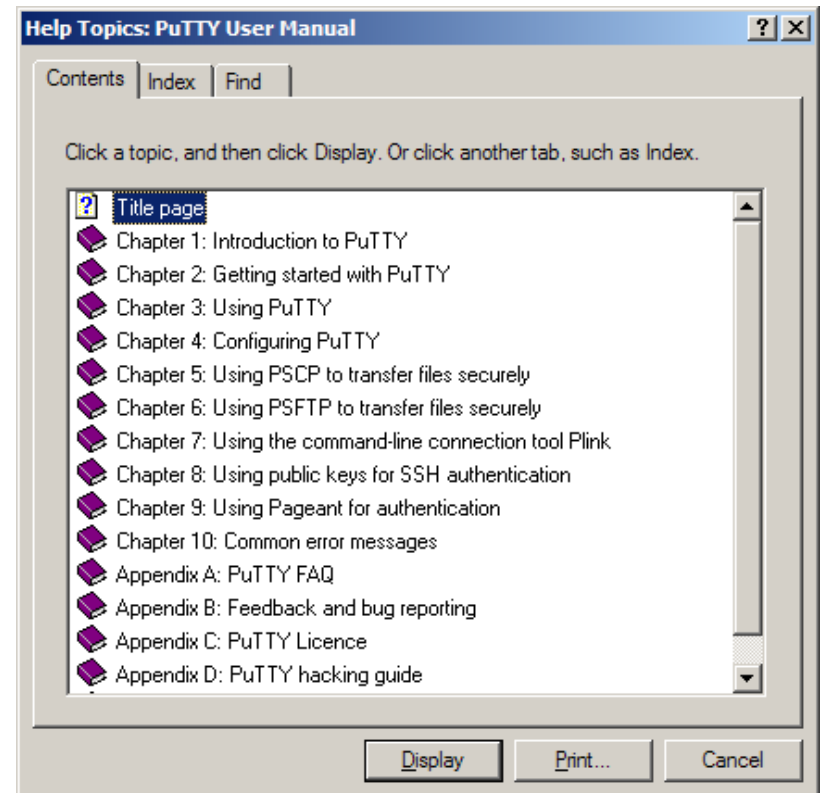 Help Topics: PuTTY User Manual
Contents Index Find
Click a topic, and then click Display. Or click another tab, such as Index.
Title page
Chapter 1: Introduction to PuTTY
Chapter 2: Getting started with PuTTY
Chapter 3: Using PuTTY
Chapter 4: Configuring PuTTY
Chapter 5: Using PSCP to transfer files securely
Chapter 6: Using PSFTP to transfer files securely
Chapter 7: Using the command-line connection tool Plink
Chapter 8: Using public keys for SSH authentication
Chapter 9: Using Pageant for authentication
Chapter 10: Common error messages
Appendix A: PuTTY FAQ
Appendix B: Feedback and bug reporting
Appendix C: PuTTY Licence
Appendix D: PuTTY hacking guide
Display Print... Cancel